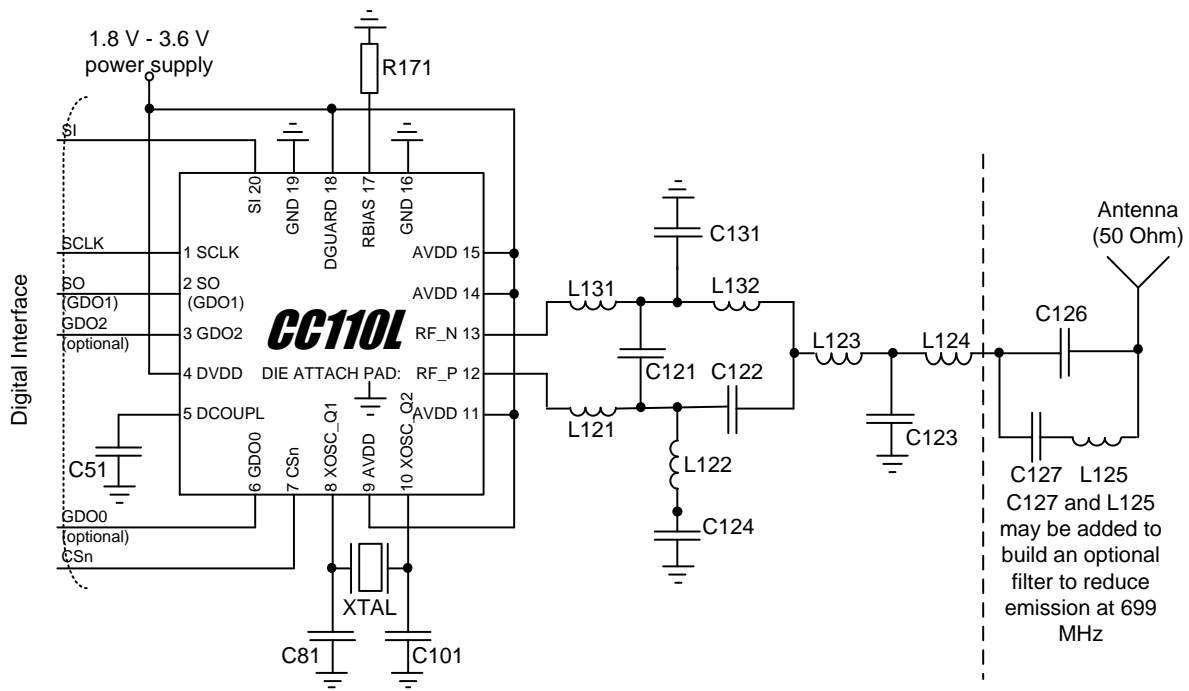 1.8 V - 3.6 V
power supply
R171
SI
SI 20
GND 19
DGUARD 18
RBIAS 17
GND 16
Antenna
(50 Ohm)
C131
SCLK
1 SCLK
AVDD 15
SO
(GDO1)
2 SO
(GDO1)
AVDD 14
L131
L132
GDO2
(optional)
3 GDO2
CC110L
RF_N 13
C126
L123
L124
Digital Interface
4 DVDD
DIE ATTACH PAD:
RF_P 12
C121
C122
5 DCOUPL
AVDD 11
L121
C123
C51
6 GDO0
7 CSn
8 XOSC_Q1
9 AVDD
10 XOSC_Q2
L122
C127
L125
GDO0
(optional)
CSn
C124
XTAL
C81
C101
C127 and L125
may be added to
build an optional
filter to reduce
emission at 699
MHz